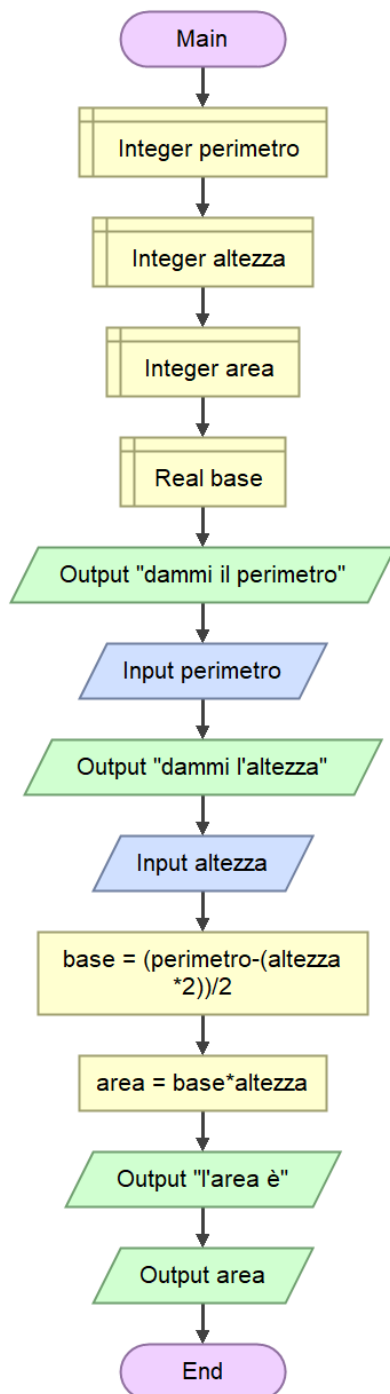 Main
Integer perimetro
Integer altezza
Integer area
Real base
Output "dammi il perimetro"
Input perimetro
Output "dammi l'altezza"
Input altezza
base = (perimetro-(altezza
*2))/2
area = base*altezza
Output "l'area è"
Output area
End